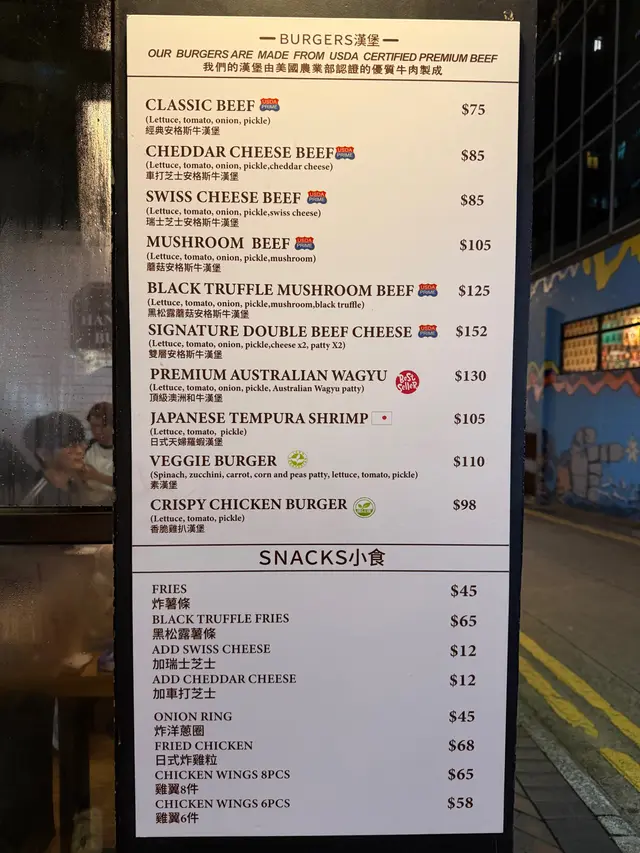 BURGERS漢堡
OUR BURGERS ARE MADE FROM USDA CERTIFIED PREMIUM BEEF
我們的漢堡由美國農業部認證的優質牛肉製成
CLASSIC BEEF USDA PRIME $75
(Lettuce, tomato, onion, pickle)
經典安格斯牛漢堡
CHEDDAR CHEESE BEEF USDA PRIME $85
(Lettuce, tomato, onion, pickle,cheddar cheese)
車打芝士安格斯牛漢堡
SWISS CHEESE BEEF USDA PRIME $85
(Lettuce, tomato, onion, pickle,swiss cheese)
瑞士芝士安格斯牛漢堡
MUSHROOM BEEF USDA PRIME $105
(Lettuce, tomato, onion, pickle,mushroom)
蘑菇安格斯牛漢堡
BLACK TRUFFLE MUSHROOM BEEF USDA PRIME $125
(Lettuce, tomato, onion, pickle,mushroom,black truffle)
黑松露蘑菇安格斯牛漢堡
SIGNATURE DOUBLE BEEF CHEESE USDA PRIME $152
(Lettuce, tomato, onion, pickle,cheese x2, patty X2)
雙層安格斯牛漢堡
PREMIUM AUSTRALIAN WAGYU BeSt Seller $130
(Lettuce, tomato, onion, pickle, Australian Wagyu patty)
頂級澳洲和牛漢堡
JAPANESE TEMPURA SHRIMP $105
(Lettuce, tomato, pickle)
日式天婦羅蝦漢堡
VEGGIE BURGER $110
(Spinach, zucchini, carrot, corn and peas patty, lettuce, tomato, pickle)
素漢堡
CRISPY CHICKEN BURGER $98
(Lettuce, tomato, pickle)
香脆雞扒漢堡
SNACKS小食
FRIES $45
炸薯條
BLACK TRUFFLE FRIES $65
黑松露薯條
ADD SWISS CHEESE $12
加瑞士芝士
ADD CHEDDAR CHEESE $12
加車打芝士
ONION RING $45
炸洋蔥圈
FRIED CHICKEN $68
日式炸雞粒
CHICKEN WINGS 8PCS $65
雞翼8件
CHICKEN WINGS 6PCS $58
雞翼6件